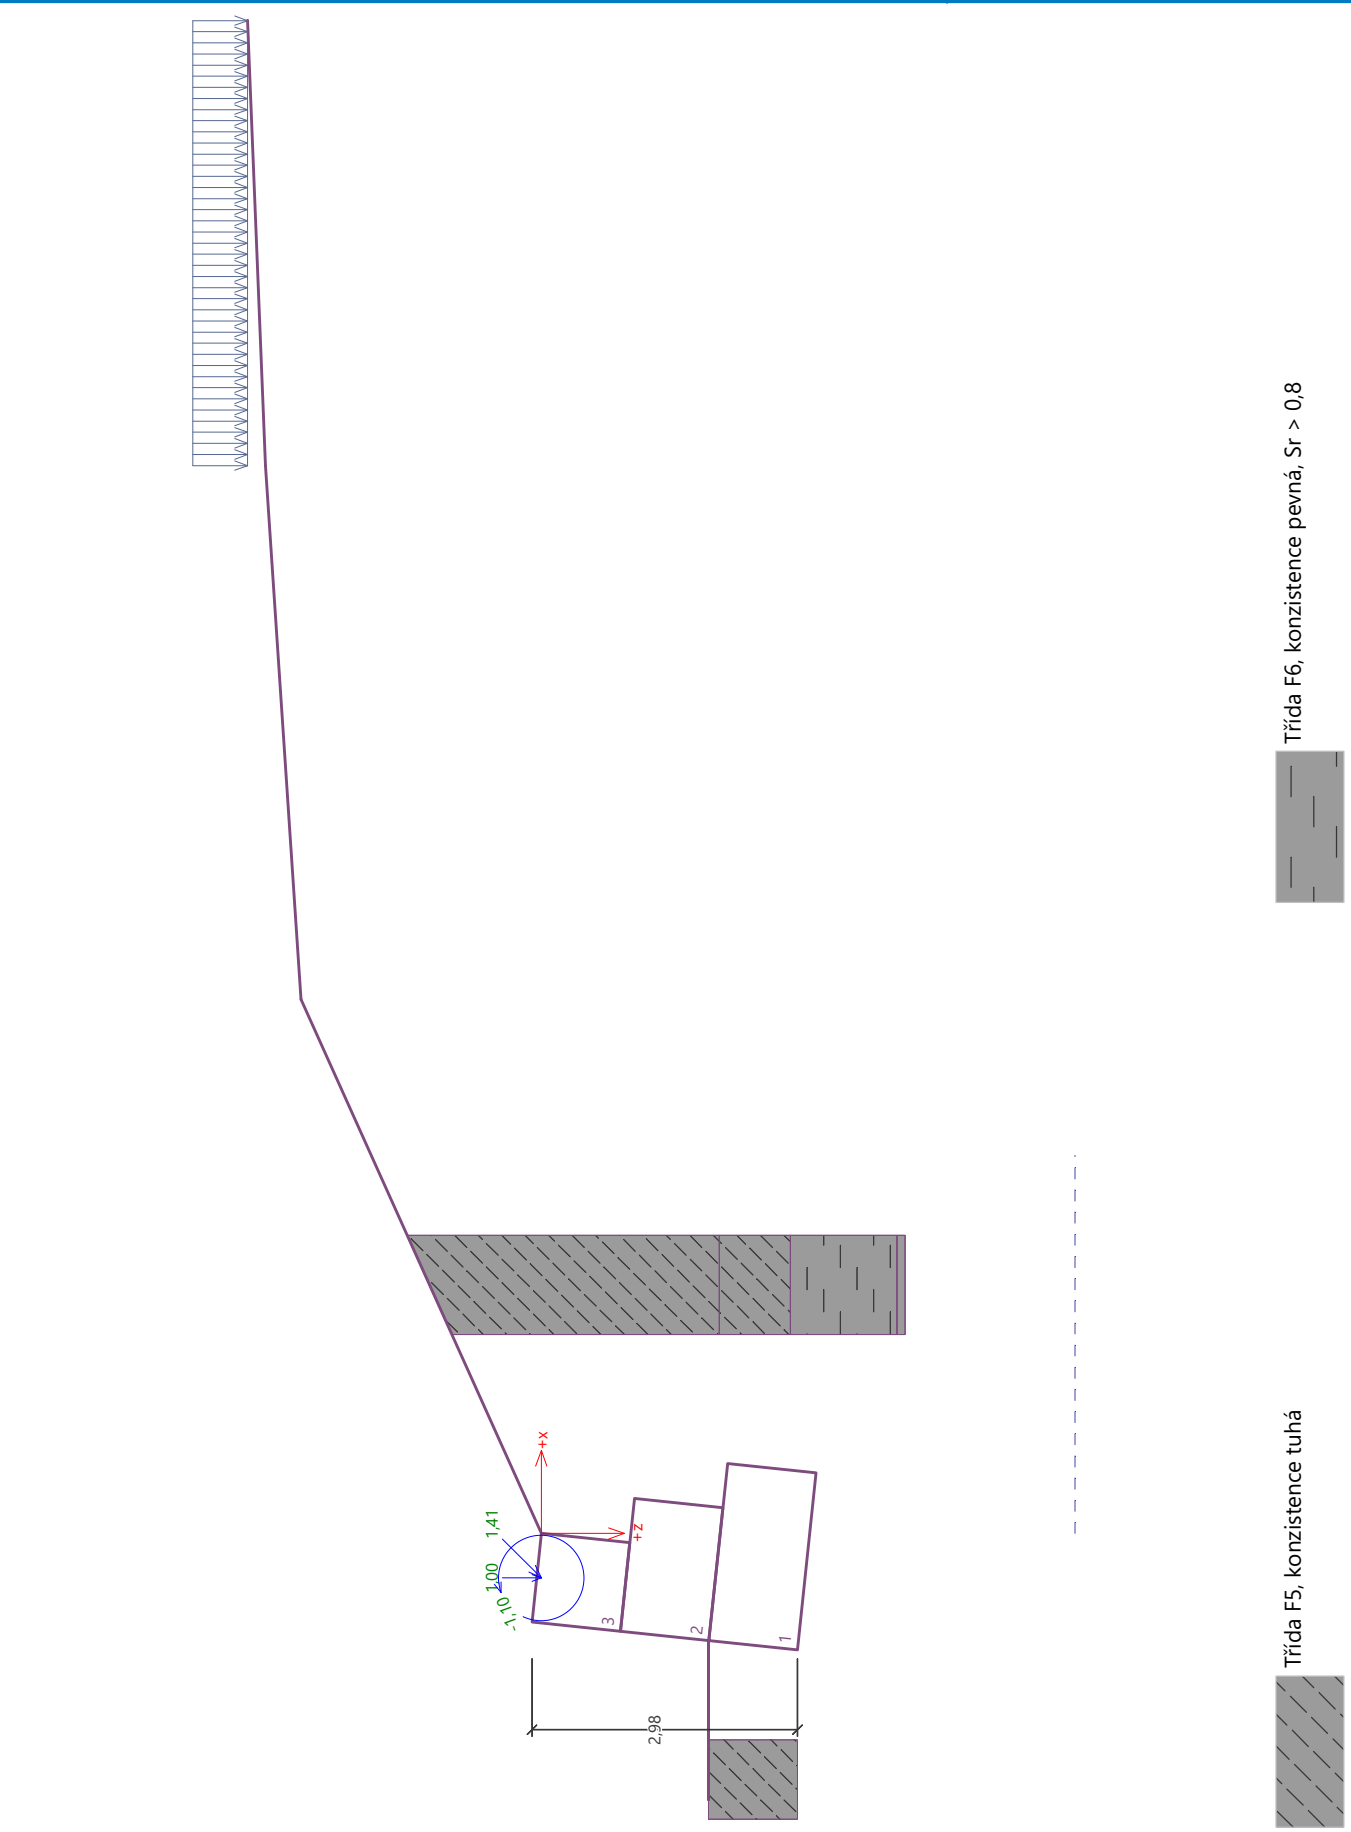 +x
+z
1,41
1,00
-1,10
3
2
1
2,98
Třída F5, konzistence tuhá
Třída F6, konzistence pevná, Sr > 0,8